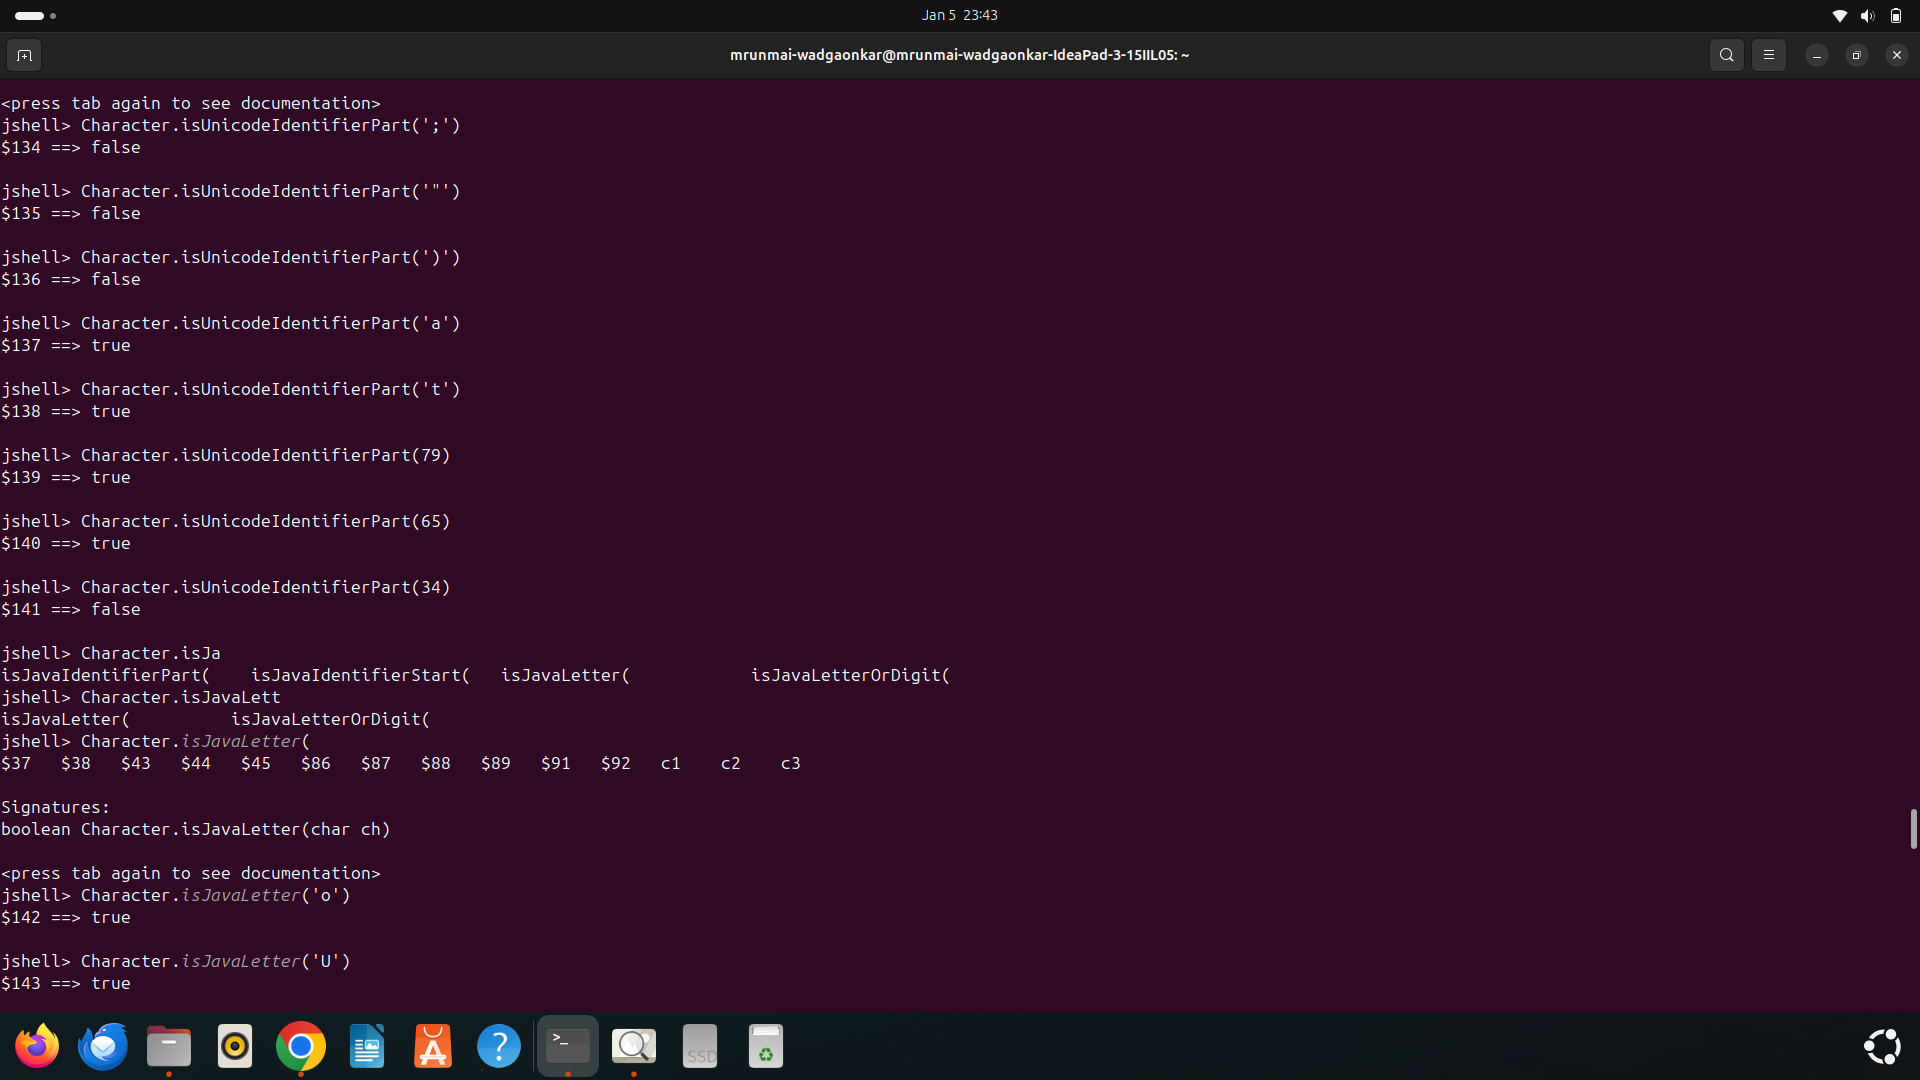 Jan 5 23:43
mrunmai-wadgaonkar@mrunmai-wadgaonkar-IdeaPad-3-15IIL05: ~
<press tab again to see documentation>
jshell> Character.isUnicodeIdentifierPart(';')
$134 ==> false
jshell> Character.isUnicodeIdentifierPart('"')
$135 ==> false
jshell> Character.isUnicodeIdentifierPart(')')
$136 ==> false
jshell> Character.isUnicodeIdentifierPart('a')
$137 ==> true
jshell> Character.isUnicodeIdentifierPart('t')
$138 ==> true
jshell> Character.isUnicodeIdentifierPart(79)
$139 ==> true
jshell> Character.isUnicodeIdentifierPart(65)
$140 ==> true
jshell> Character.isUnicodeIdentifierPart(34)
$141 ==> false
jshell> Character.isJa
isJavaIdentifierPart(    isJavaIdentifierStart(   isJavaLetter(            isJavaLetterOrDigit(
jshell> Character.isJavaLett
isJavaLetter(          isJavaLetterOrDigit(
jshell> Character.isJavaLetter(
$37   $38   $43   $44   $45   $86   $87   $88   $89   $91   $92   c1    c2    c3
Signatures:
boolean Character.isJavaLetter(char ch)
<press tab again to see documentation>
jshell> Character.isJavaLetter('o')
$142 ==> true
jshell> Character.isJavaLetter('U')
$143 ==> true
>_
?
SSD